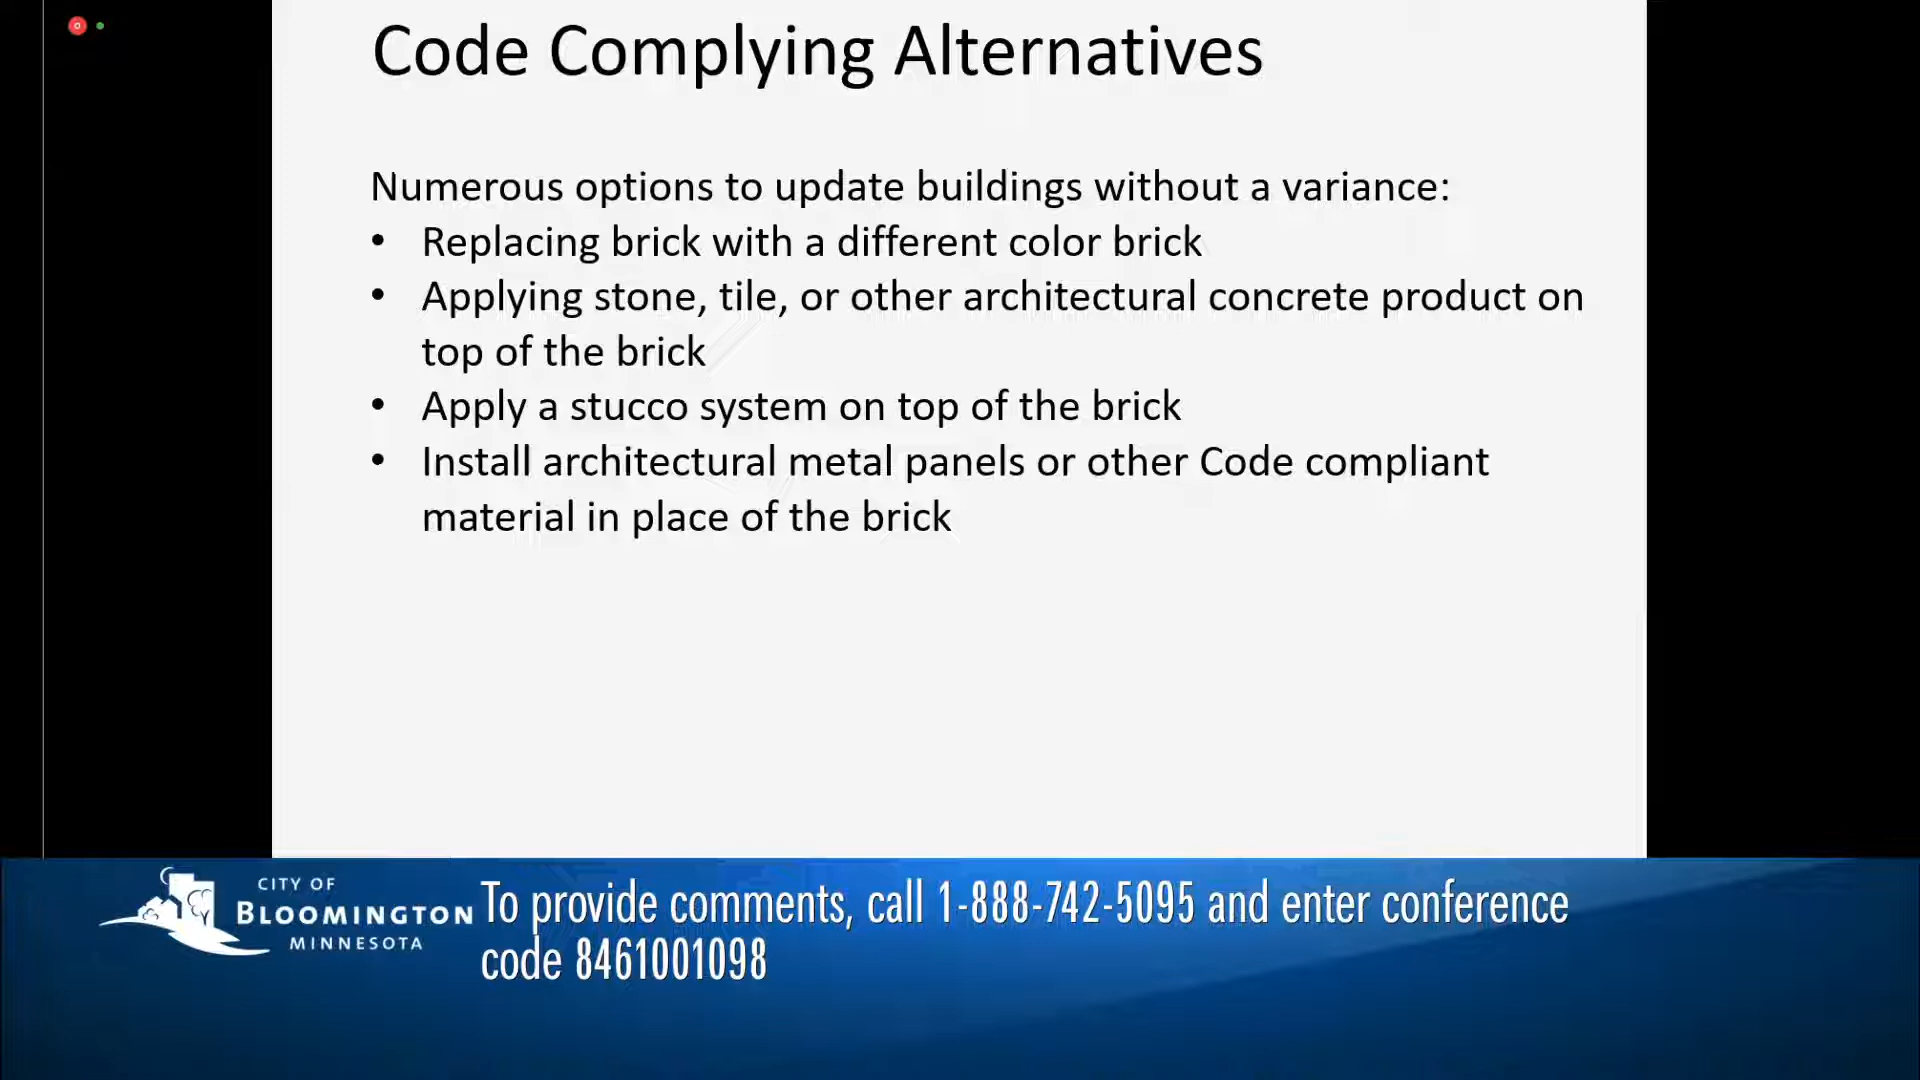 Code Complying Alternatives
Numerous options to update buildings without a variance:
• Replacing brick with a different color brick
• Applying stone, tile, or other architectural concrete product on
top of the brick
• Apply a stucco system on top of the brick
• Install architectural metal panels or other Code compliant
material in place of the brick
CITY OF
BLOOMINGTON
MINNESOTA
To provide comments, call 1-888-742-5095 and enter conference
code 8461001098